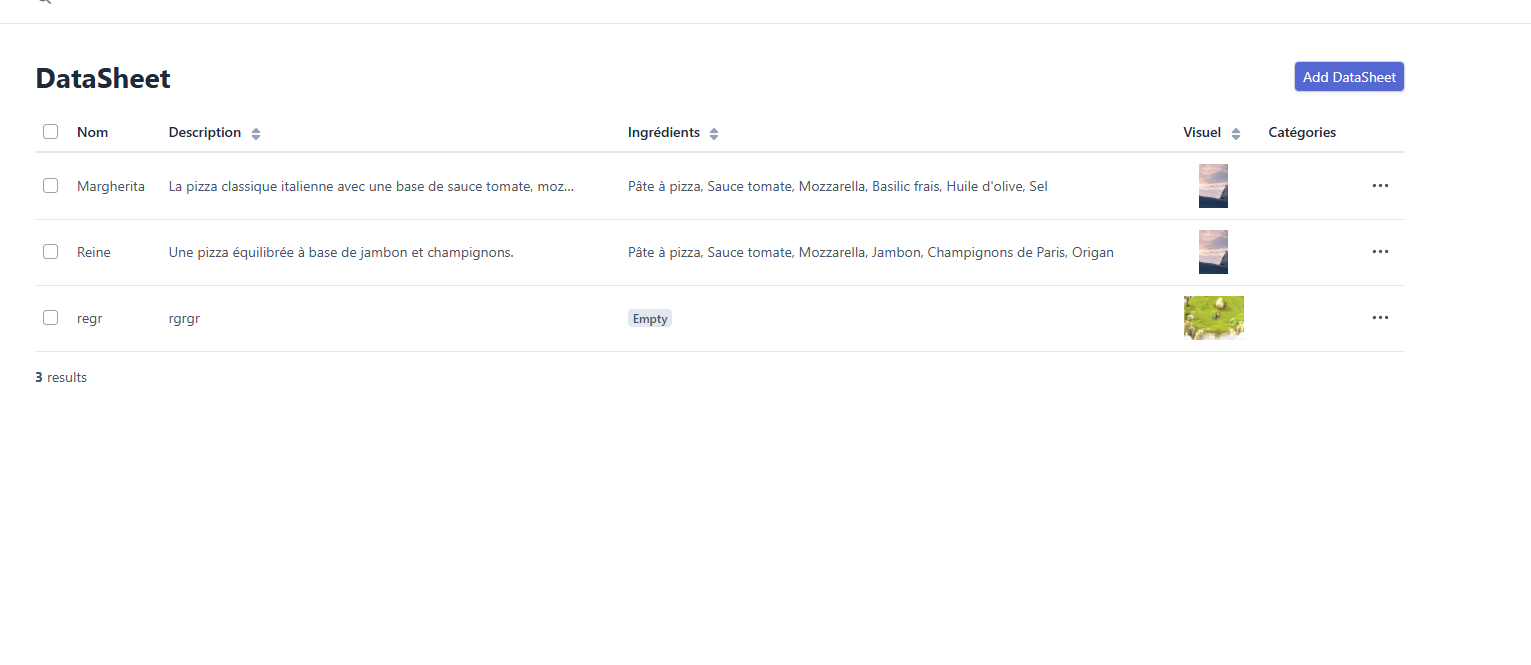 DataSheet
Add DataSheet
Nom Description Ingrédients Visuel Catégories
Margherita La pizza classique italienne avec une base de sauce tomate, moz... Pâte à pizza, Sauce tomate, Mozzarella, Basilic frais, Huile d'olive, Sel
Reine Une pizza équilibrée à base de jambon et champignons. Pâte à pizza, Sauce tomate, Mozzarella, Jambon, Champignons de Paris, Origan
regr rgrgr Empty
3 results